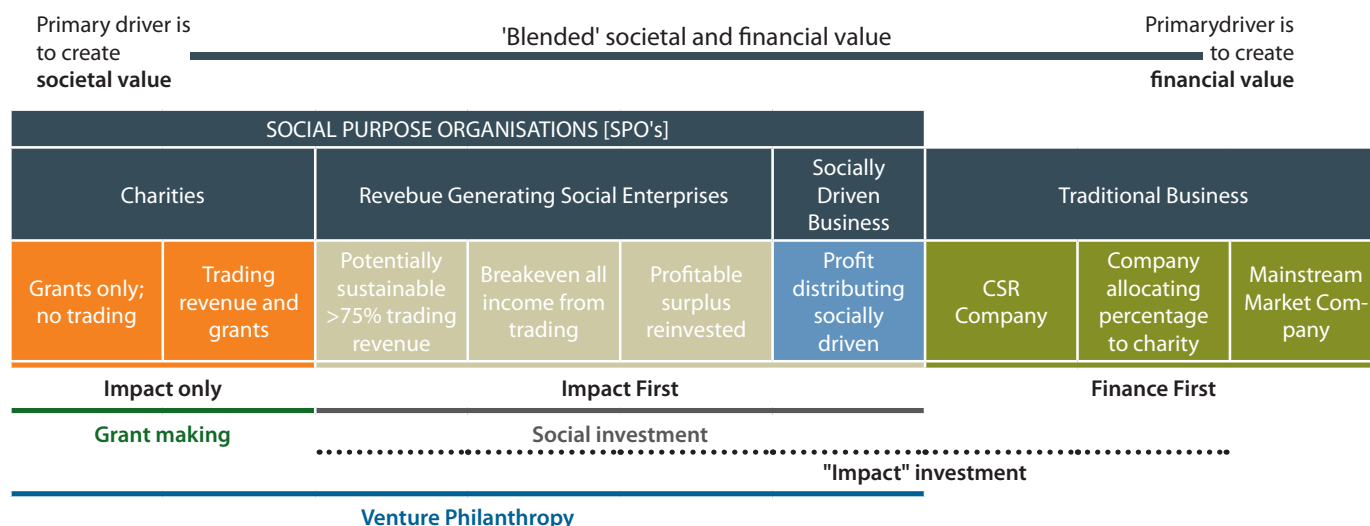 Primary driver is
to create
societal value
'Blended' societal and financial value
Primarydriver is
to create
financial value
SOCIAL PURPOSE ORGANISATIONS [SPO's]
Charities
Revebue Generating Social Enterprises
Socially
Driven
Business
Traditional Business
Grants only;
no trading
Trading
revenue and
grants
Potentially
sustainable
>75% trading
revenue
Breakeven all
income from
trading
Profitable
surplus
reinvested
Profit
distributing
socially
driven
CSR
Company
Company
allocating
percentage
to charity
Mainstream
Market Com-
pany
Impact only
Impact First
Finance First
Grant making
Social investment
"Impact" investment
Venture Philanthropy